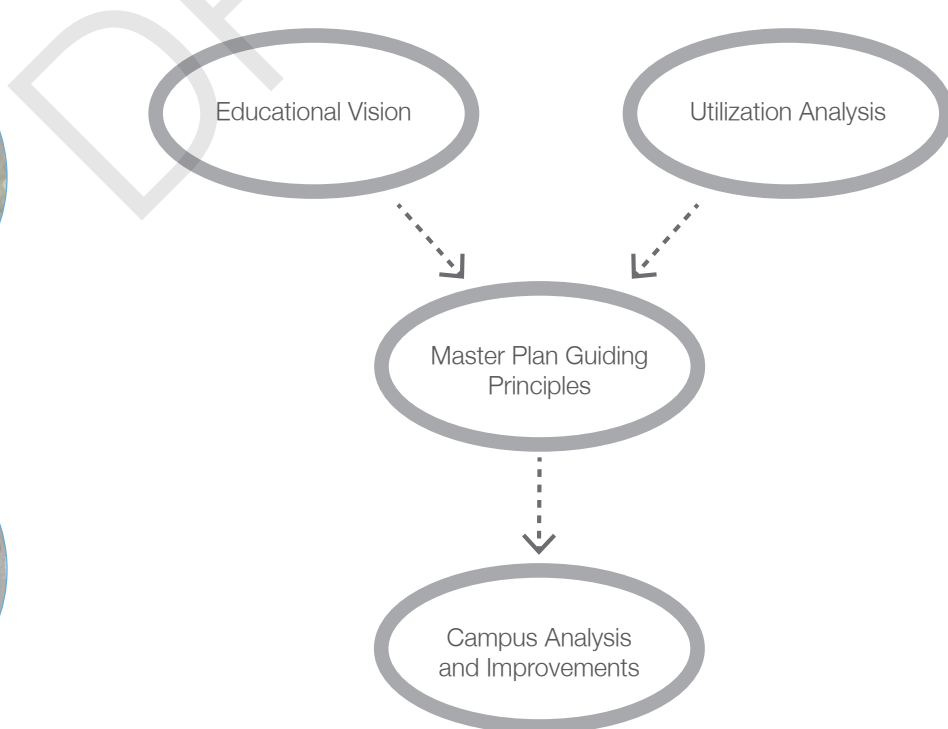 Educational Vision
Utilization Analysis
Master Plan Guiding
Principles
Campus Analysis
and Improvements